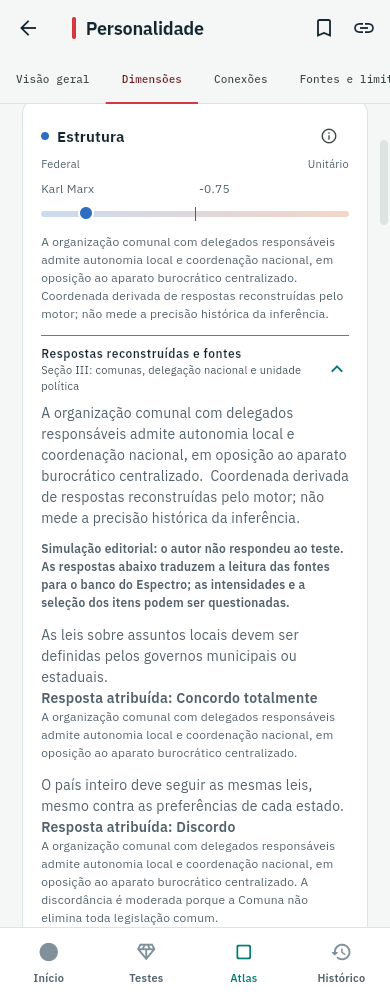 Personalidade
Visão geral
Dimensões
Conexões
Fontes e limit
Estrutura
Federal
Unitário
Karl Marx
-0.75
A organização comunal com delegados responsáveis
admite autonomia local e coordenação nacional, em
oposição ao aparato burocrático centralizado.
Coordenada derivada de respostas reconstruídas pelo
motor; não mede a precisão histórica da inferência.
Respostas reconstruídas e fontes
Seção III: comunas, delegação nacional e unidade
política
A organização comunal com delegados
responsáveis admite autonomia local e
coordenação nacional, em oposição ao aparato
burocrático centralizado.  Coordenada derivada
de respostas reconstruídas pelo motor; não
mede a precisão histórica da inferência.
Simulação editorial: o autor não respondeu ao teste.
As respostas abaixo traduzem a leitura das fontes
para o banco do Espectro; as intensidades e a
seleção dos itens podem ser questionadas.
As leis sobre assuntos locais devem ser
definidas pelos governos municipais ou
estaduais.
Resposta atribuída: Concordo totalmente
A organização comunal com delegados responsáveis
admite autonomia local e coordenação nacional, em
oposição ao aparato burocrático centralizado.
O país inteiro deve seguir as mesmas leis,
mesmo contra as preferências de cada estado.
Resposta atribuída: Discordo
A organização comunal com delegados responsáveis
admite autonomia local e coordenação nacional, em
oposição ao aparato burocrático centralizado. A
discordância é moderada porque a Comuna não
elimina toda legislação comum.
Início
Testes
Atlas
Histórico